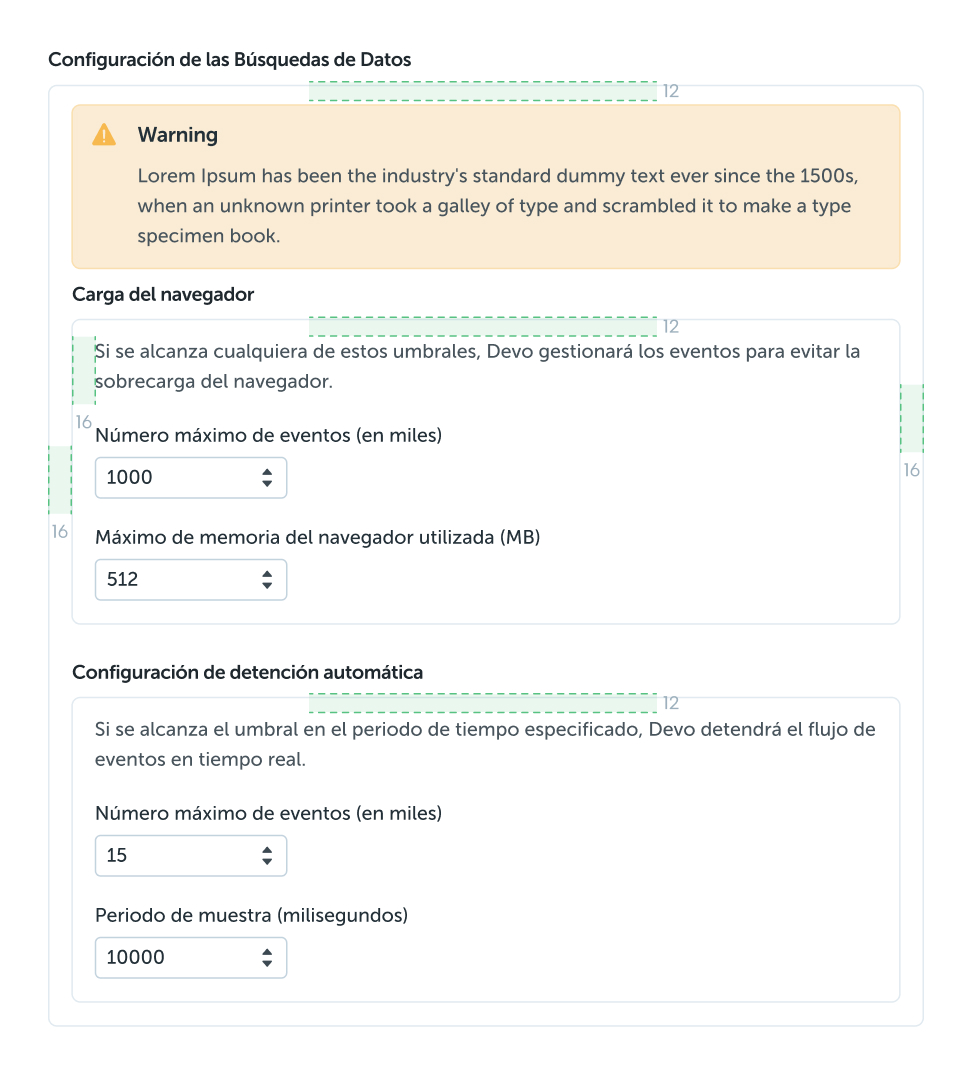 Configuración de las Búsquedas de Datos
12
Warning
Lorem Ipsum has been the industry's standard dummy text ever since the 1500s,
when an unknown printer took a galley of type and scrambled it to make a type
specimen book.
Carga del navegador
12
Si se alcanza cualquiera de estos umbrales, Devo gestionará los eventos para evitar la
sobrecarga del navegador.
16
Número máximo de eventos (en miles)
16
1000
16
Máximo de memoria del navegador utilizada (MB)
512
Configuración de detención automática
12
Si se alcanza el umbral en el periodo de tiempo especificado, Devo detendrá el flujo de
eventos en tiempo real.
Número máximo de eventos (en miles)
15
Periodo de muestra (milisegundos)
10000